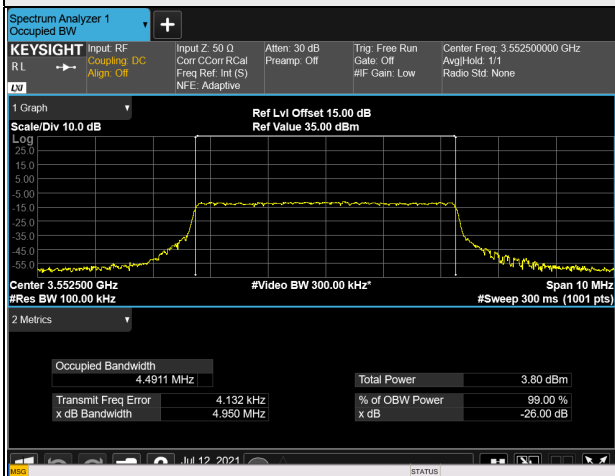 Spectrum Analyzer 1
Occupied BW
KEYSIGHT Input: RF Input Z: 50 Ω Atten: 30 dB Trig: Free Run Center Freq: 3.552500000 GHz
RL Coupling: DC Corr CCorr RCal Preamp: Off Gate: Off Avg|Hold: 1/1
Align: Off Freq Ref: Int (S) #IF Gain: Low Radio Std: None
LXI NFE: Adaptive
1 Graph Ref Lvl Offset 15.00 dB
Scale/Div 10.0 dB Ref Value 35.00 dBm
Log
25.0
15.0
5.00
-5.00
-15.0
-25.0
-35.0
-45.0
-55.0
Center 3.552500 GHz #Video BW 300.00 kHz* Span 10 MHz
#Res BW 100.00 kHz #Sweep 300 ms (1001 pts)
2 Metrics
Occupied Bandwidth
4.4911 MHz Total Power 3.80 dBm
Transmit Freq Error 4.132 kHz % of OBW Power 99.00 %
x dB Bandwidth 4.950 MHz x dB -26.00 dB
Jul 12, 2021
MSG STATUS